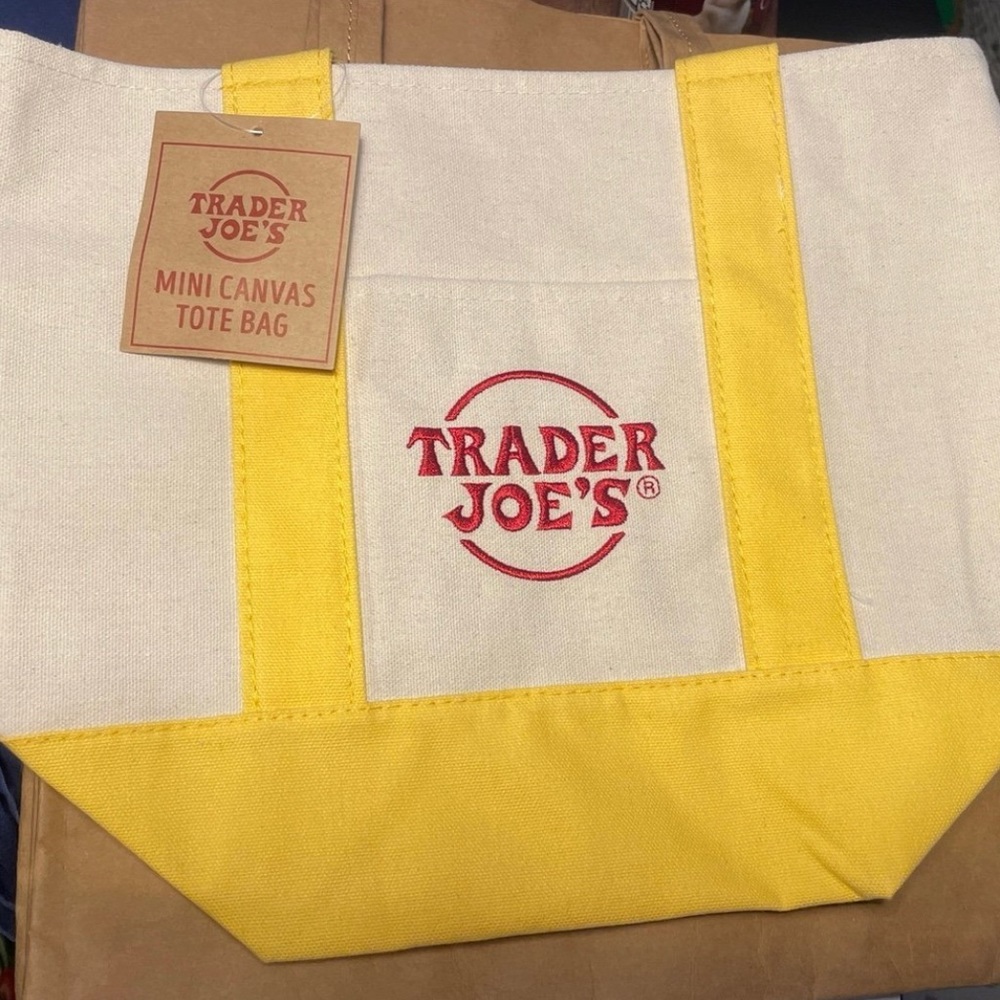 TRADER
JOE'S
MINI CANVAS
TOTE BAG
TRADER
JOE'S®